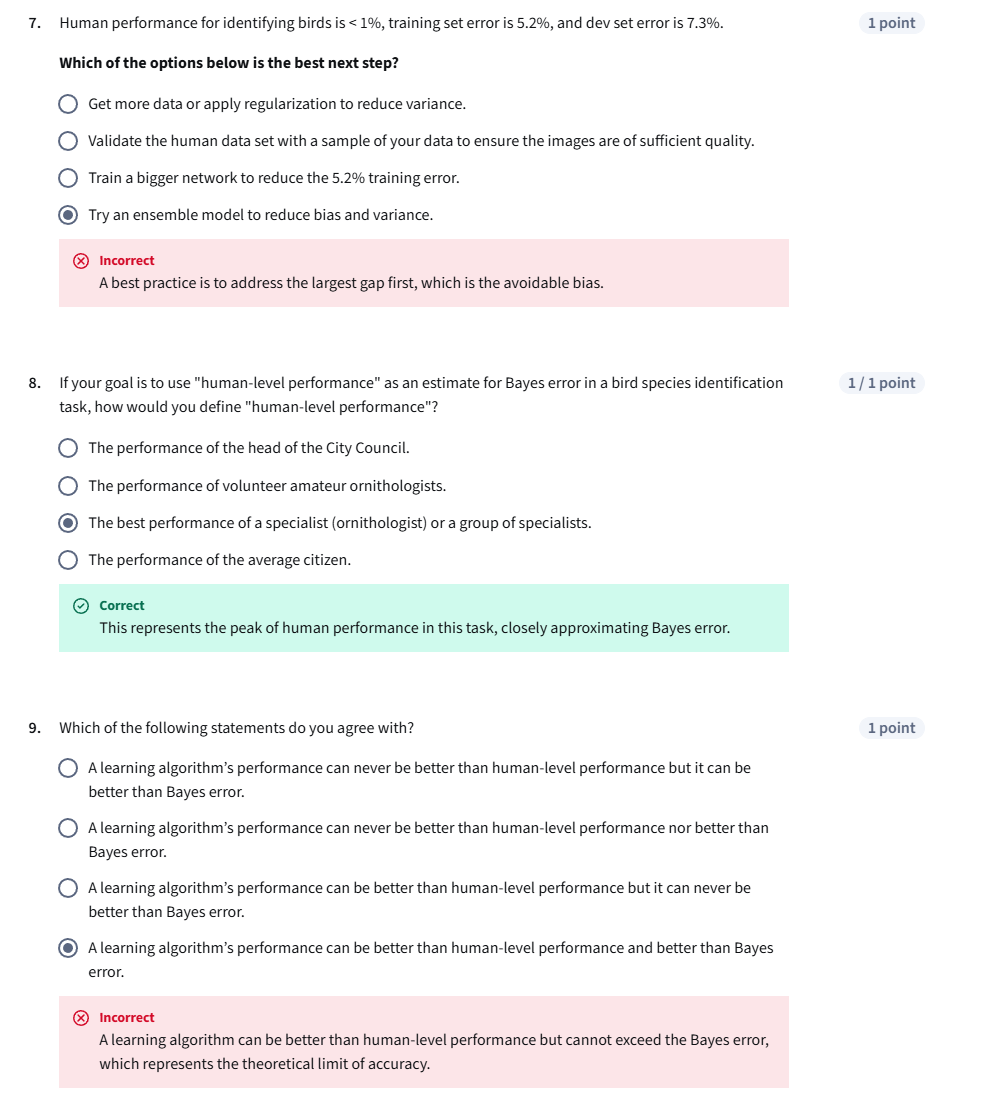 7. Human performance for identifying birds is < 1%, training set error is 5.2%, and dev set error is 7.3%. 1 point
Which of the options below is the best next step?
Get more data or apply regularization to reduce variance.
Validate the human data set with a sample of your data to ensure the images are of sufficient quality.
Train a bigger network to reduce the 5.2% training error.
Try an ensemble model to reduce bias and variance.
Incorrect
A best practice is to address the largest gap first, which is the avoidable bias.
8. If your goal is to use "human-level performance" as an estimate for Bayes error in a bird species identification 1 / 1 point
task, how would you define "human-level performance"?
The performance of the head of the City Council.
The performance of volunteer amateur ornithologists.
The best performance of a specialist (ornithologist) or a group of specialists.
The performance of the average citizen.
Correct
This represents the peak of human performance in this task, closely approximating Bayes error.
9. Which of the following statements do you agree with? 1 point
A learning algorithm’s performance can never be better than human-level performance but it can be
better than Bayes error.
A learning algorithm’s performance can never be better than human-level performance nor better than
Bayes error.
A learning algorithm’s performance can be better than human-level performance but it can never be
better than Bayes error.
A learning algorithm’s performance can be better than human-level performance and better than Bayes
error.
Incorrect
A learning algorithm can be better than human-level performance but cannot exceed the Bayes error,
which represents the theoretical limit of accuracy.